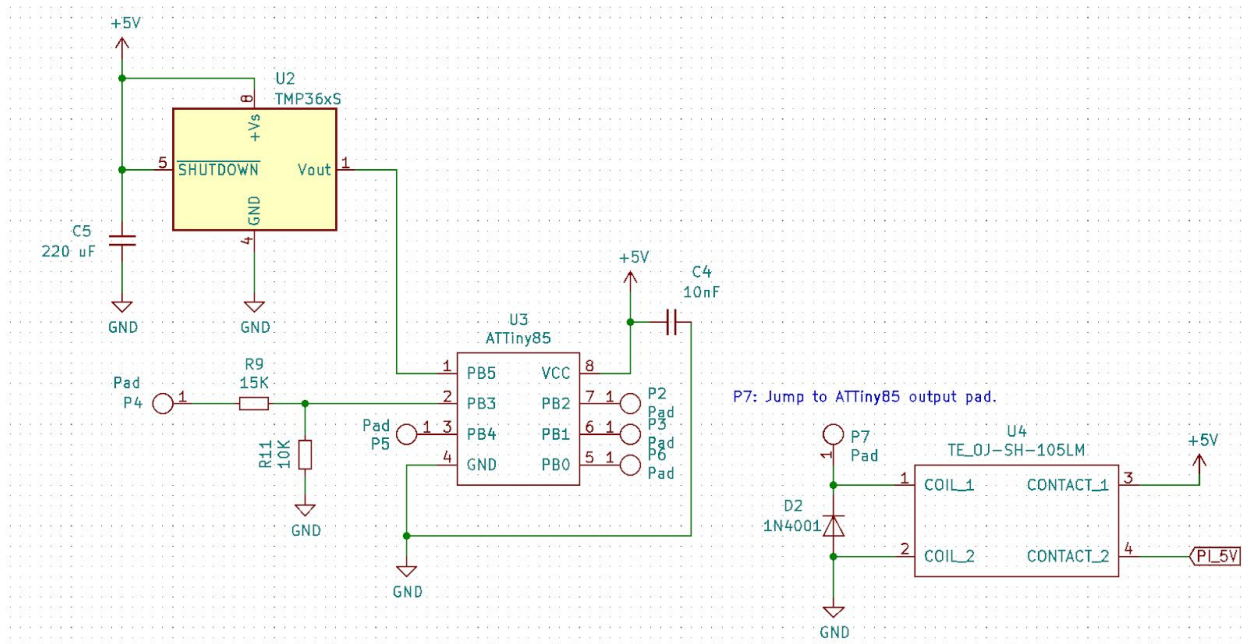 +5V
U2
TMP36xS
8
+Vs
5
SHUTDOWN
Vout
1
GND
4
C5
220 uF
GND
GND
+5V
C4
10nF
U3
ATTiny85
R9
15K
Pad
P4
1
1
PB5
VCC
8
2
PB3
PB2
7
1
P2
Pad
Pad
P5
1
3
PB4
PB1
6
1
P3
Pad
4
GND
PB0
5
1
P6
Pad
R11
10K
GND
GND
P7: Jump to ATTiny85 output pad.
P7
Pad
1
U4
TE_OJ-SH-105LM
+5V
1
COIL_1
CONTACT_1
3
D2
1N4001
2
COIL_2
CONTACT_2
4
PI_5V
GND